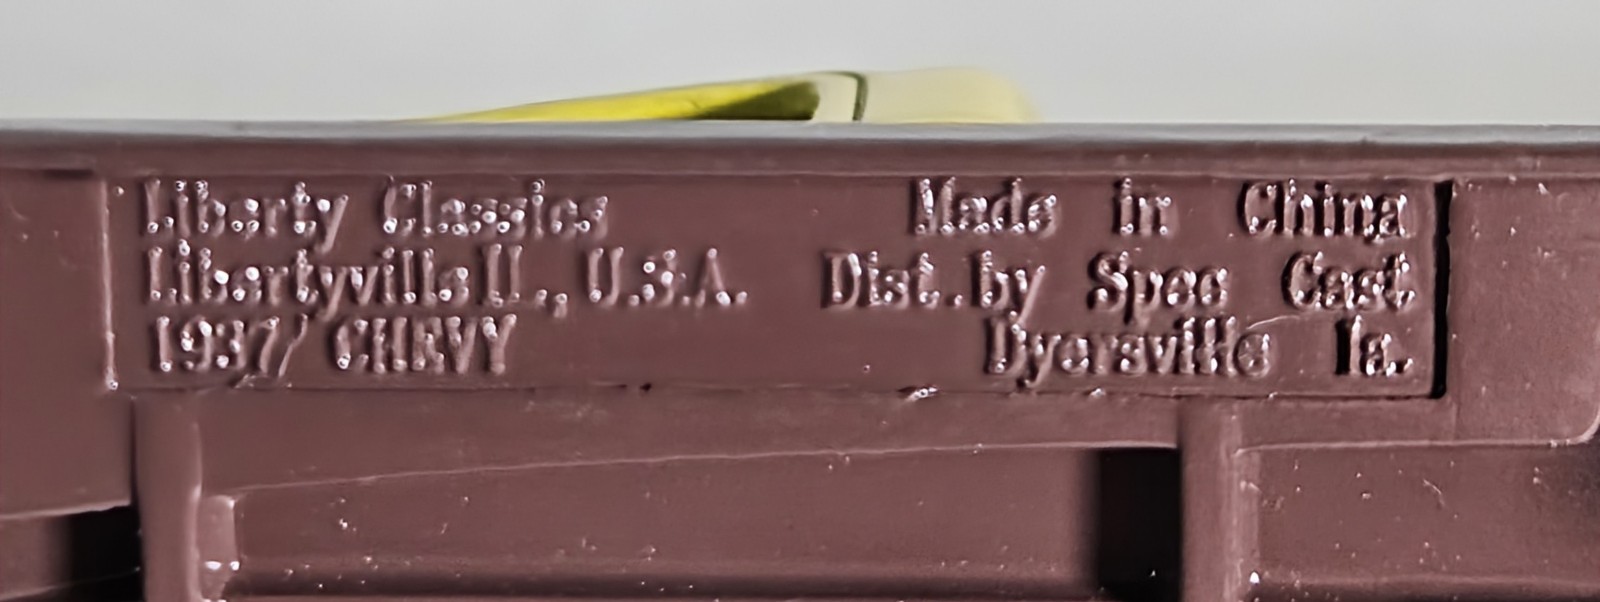 Liberty Classics
Libertyville IL., U.S.A.
1937 CHEVY
Made in China
Dist. by Spec Cast
Dyersville Ia.